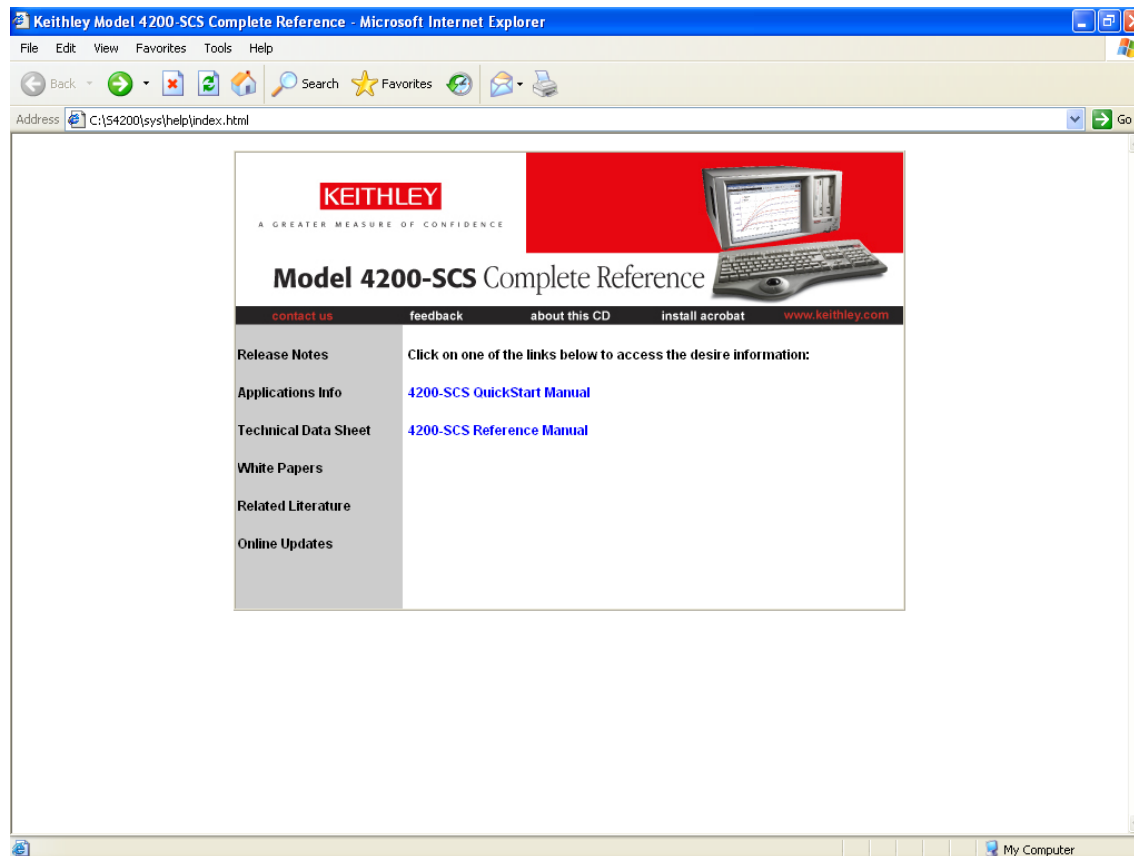 Keithley Model 4200-SCS Complete Reference - Microsoft Internet Explorer
File Edit View Favorites Tools Help
Back Search Favorites
Address C:\S4200\sys\help\index.html Go
KEITHLEY
A GREATER MEASURE OF CONFIDENCE
Model 4200-SCS Complete Reference
contact us feedback about this CD install acrobat www.keithley.com
Release Notes
Click on one of the links below to access the desire information:
Applications Info
4200-SCS QuickStart Manual
Technical Data Sheet
4200-SCS Reference Manual
White Papers
Related Literature
Online Updates
My Computer